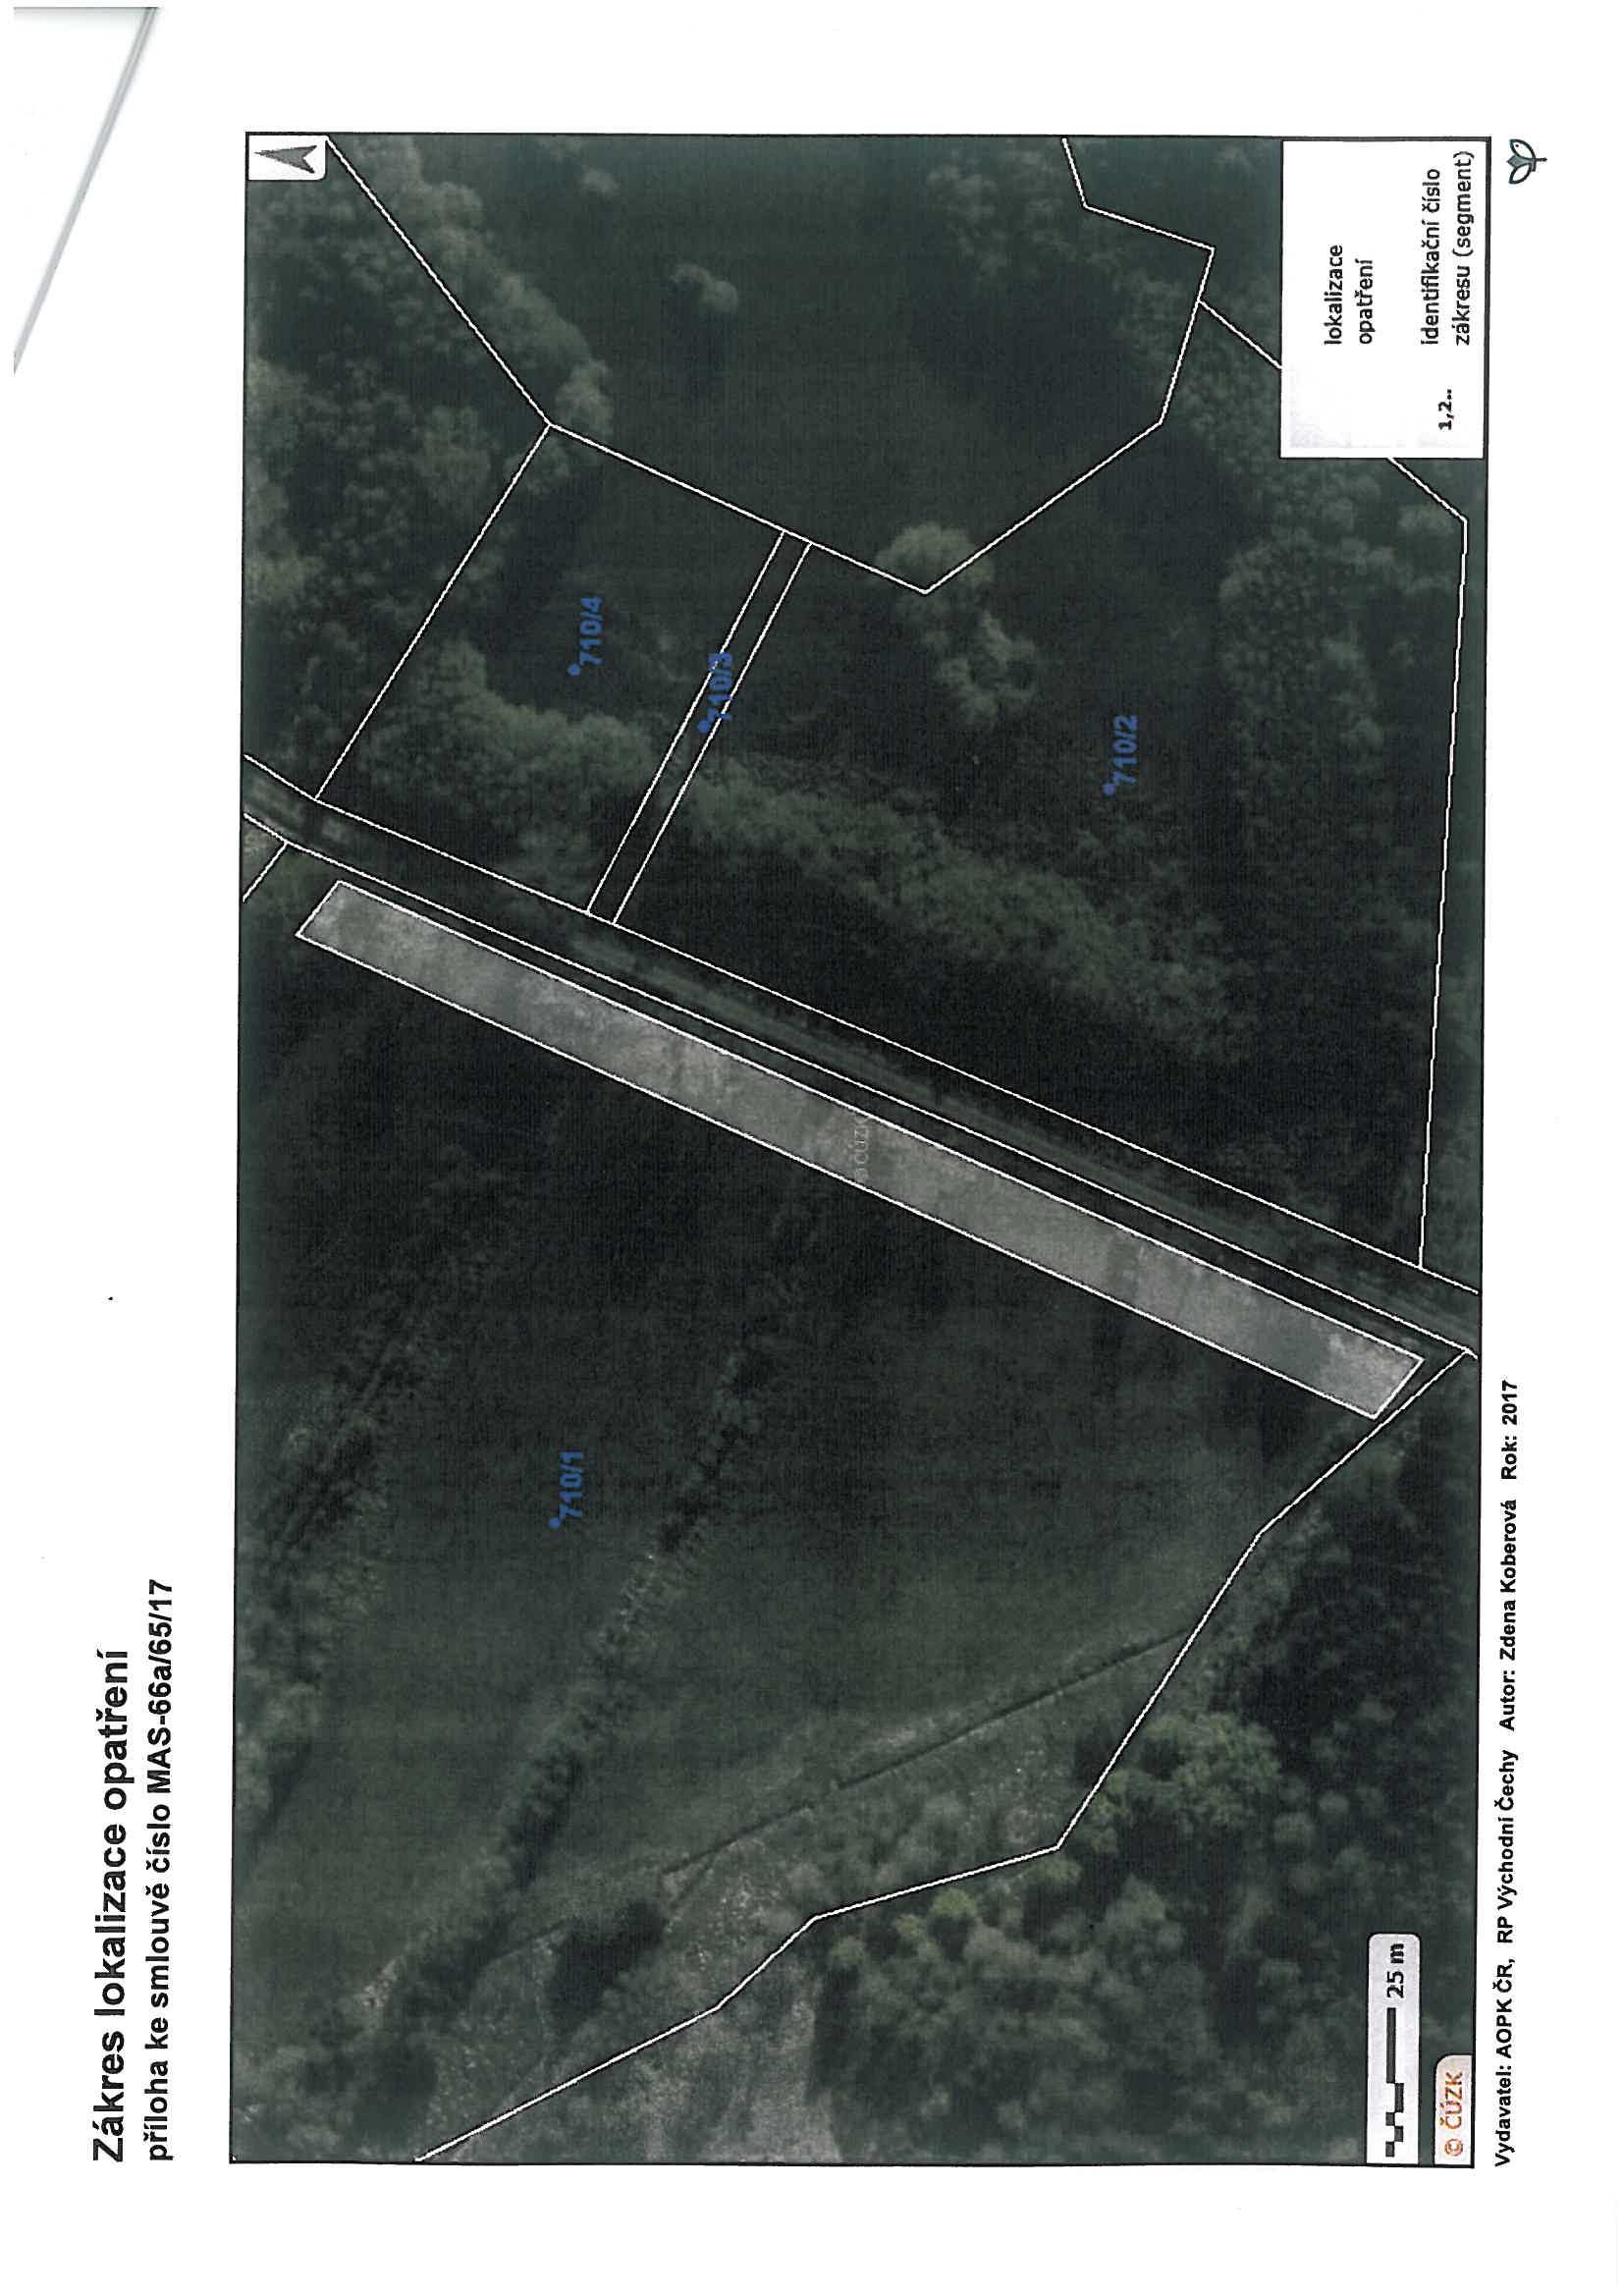 Zákres lokalizace opatření
příloha ke smlouvě číslo MAS-66a/65/17
710/4
710/3
710/2
710/1
ČÚZK
lokalizace
opatření
1,2.. identifikační číslo
zákresu (segment)
25 m
© ČÚZK
Vydavatel: AOPK ČR, RP Východní Čechy Autor: Zdena Koberová Rok: 2017